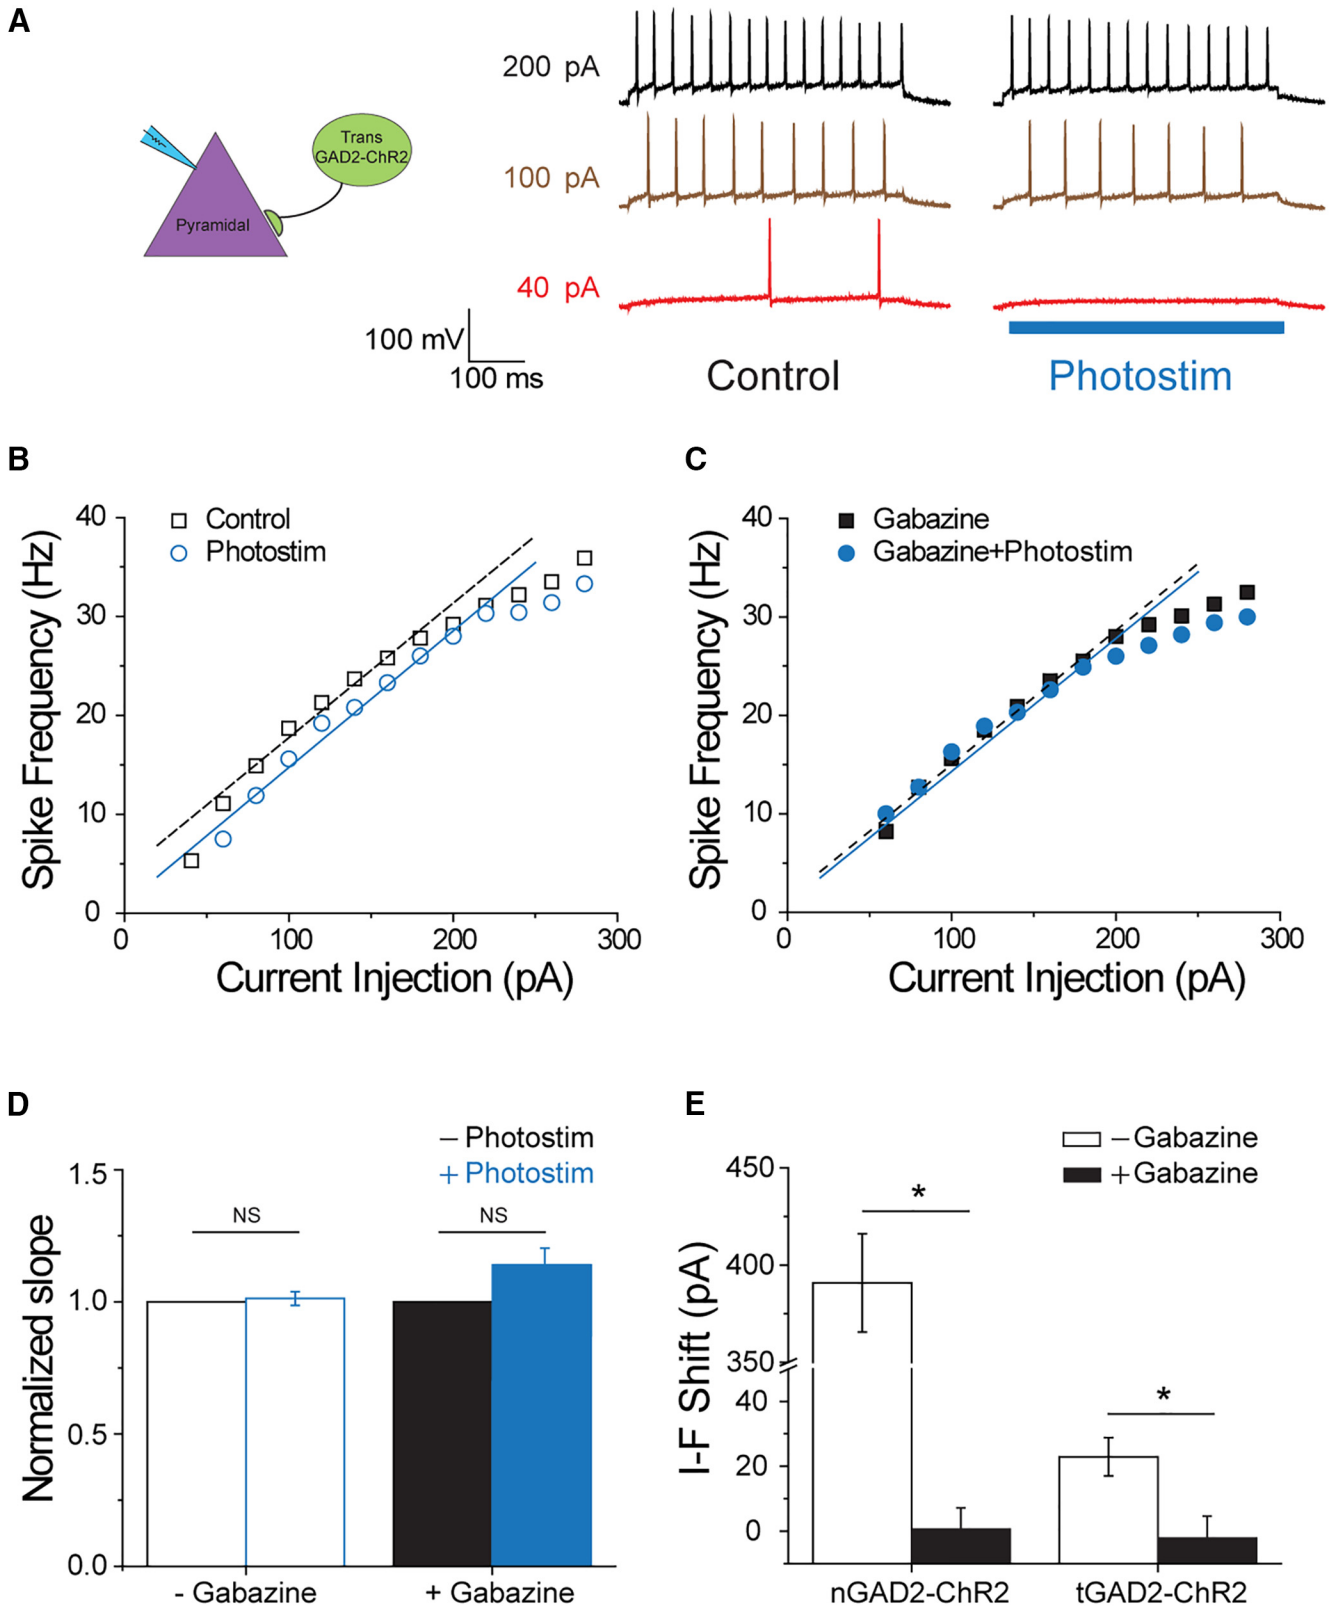 A
200 pA
100 pA
40 pA
Trans
GAD2-ChR2
Pyramidal
100 mV
100 ms
Control
Photostim
B
Control
Photostim
Spike Frequency (Hz)
40
30
20
10
0
0 100 200 300
Current Injection (pA)
C
Gabazine
Gabazine+Photostim
Spike Frequency (Hz)
40
30
20
10
0
0 100 200 300
Current Injection (pA)
D
– Photostim
+ Photostim
Normalized slope
1.5
1.0
0.5
0.0
NS NS
- Gabazine + Gabazine
E
– Gabazine
+ Gabazine
I-F Shift (pA)
450
400
350
40
20
0
*
*
nGAD2-ChR2 tGAD2-ChR2